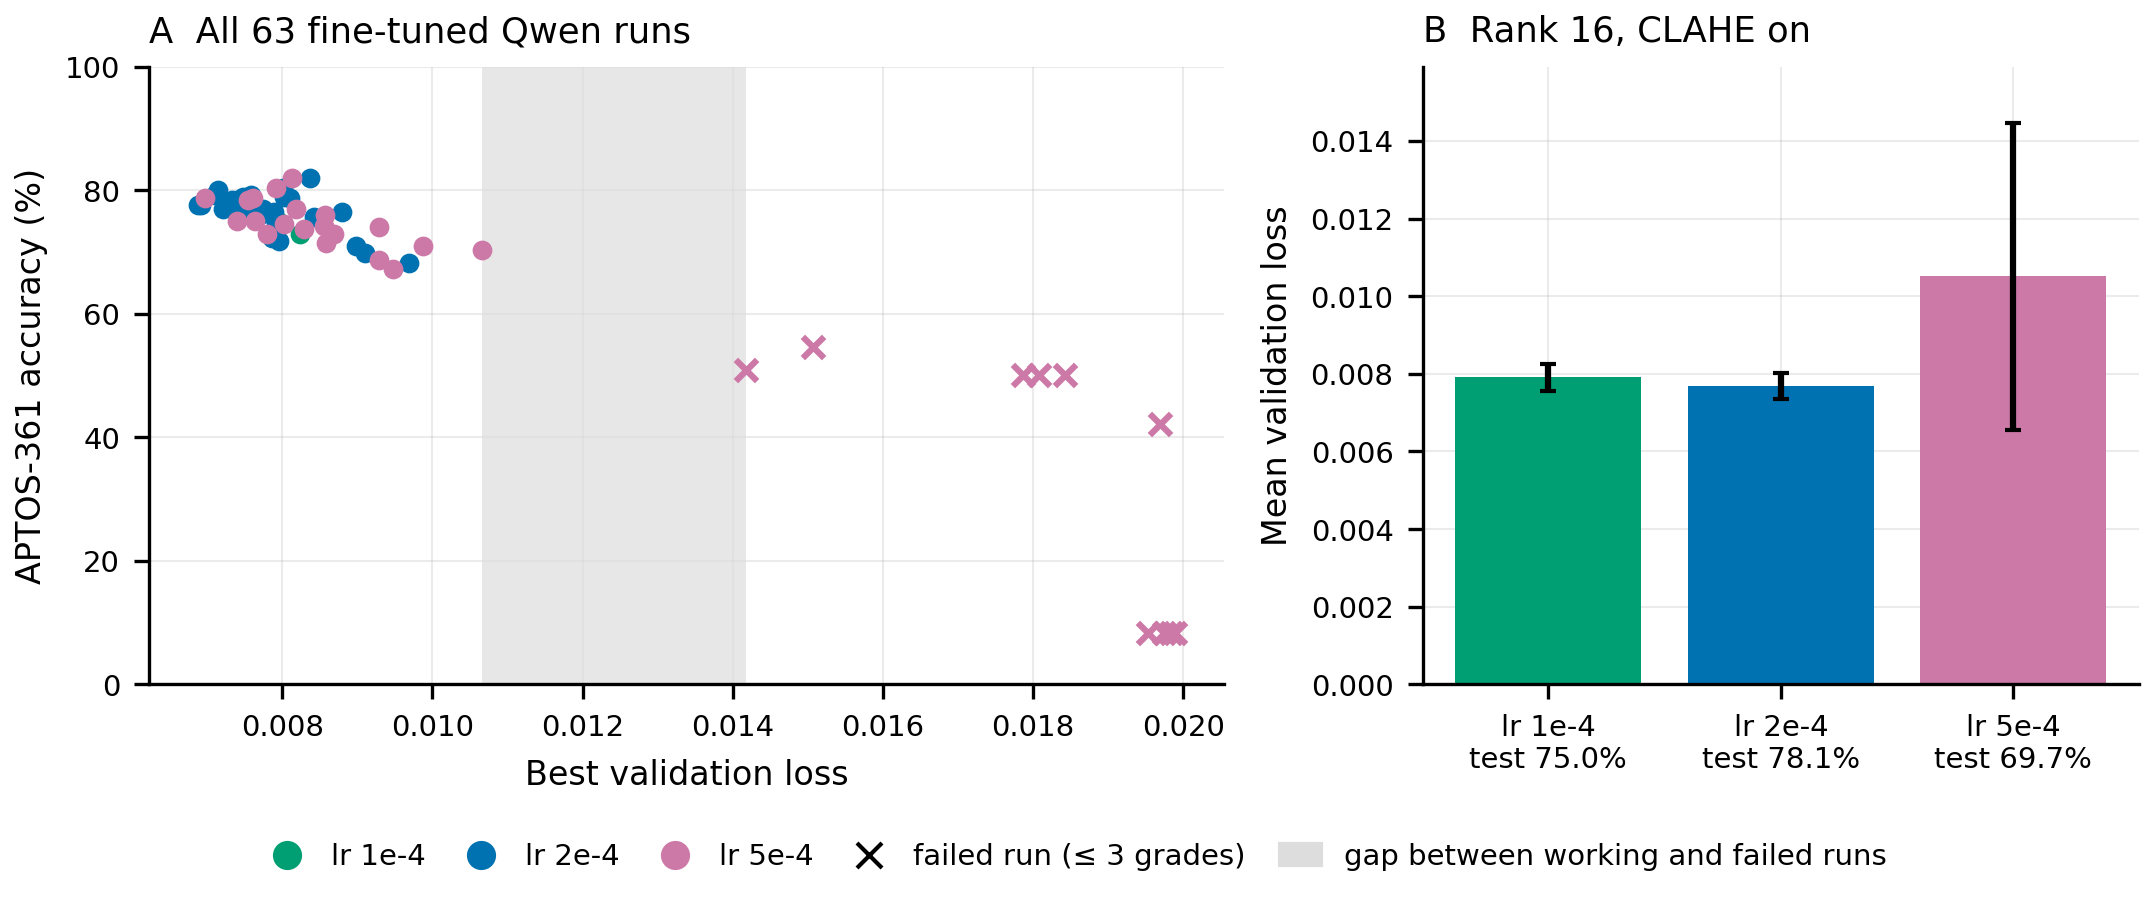 A All 63 fine-tuned Qwen runs
100
80
60
40
20
0
APTOS-361 accuracy (%)
0.008 0.010 0.012 0.014 0.016 0.018 0.020
Best validation loss
B Rank 16, CLAHE on
0.014
0.012
0.010
0.008
0.006
0.004
0.002
0.000
Mean validation loss
lr 1e-4 lr 2e-4 lr 5e-4
test 75.0% test 78.1% test 69.7%
lr 1e-4 lr 2e-4 lr 5e-4 failed run (≤ 3 grades) gap between working and failed runs